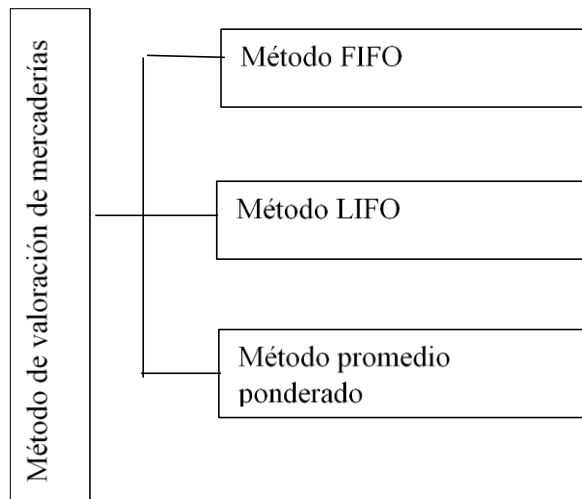 Método de valoración de mercaderías
Método FIFO
Método LIFO
Método promedio
ponderado